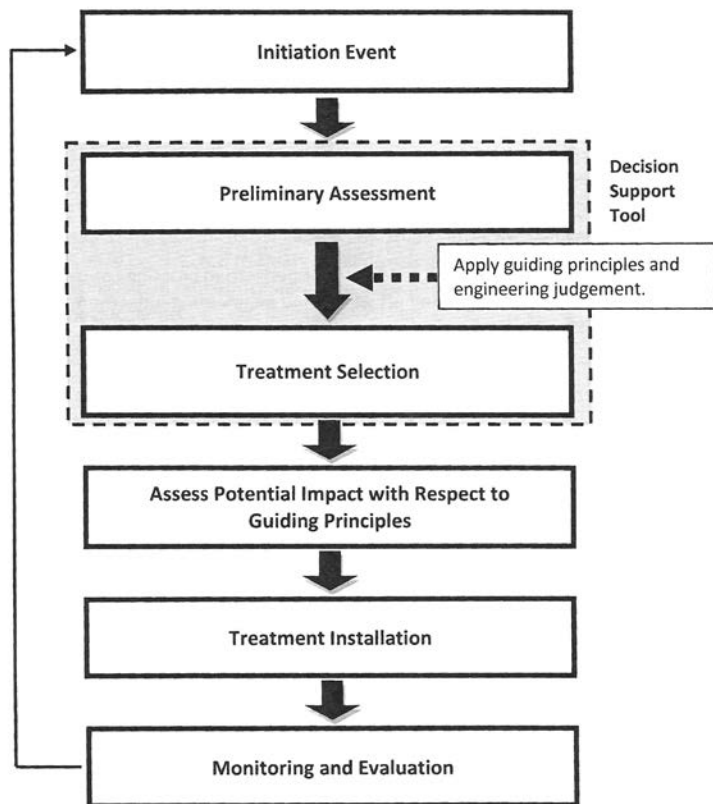 Initiation Event
Preliminary Assessment
Decision
Support
Tool
Apply guiding principles and
engineering judgement.
Treatment Selection
Assess Potential Impact with Respect to
Guiding Principles
Treatment Installation
Monitoring and Evaluation